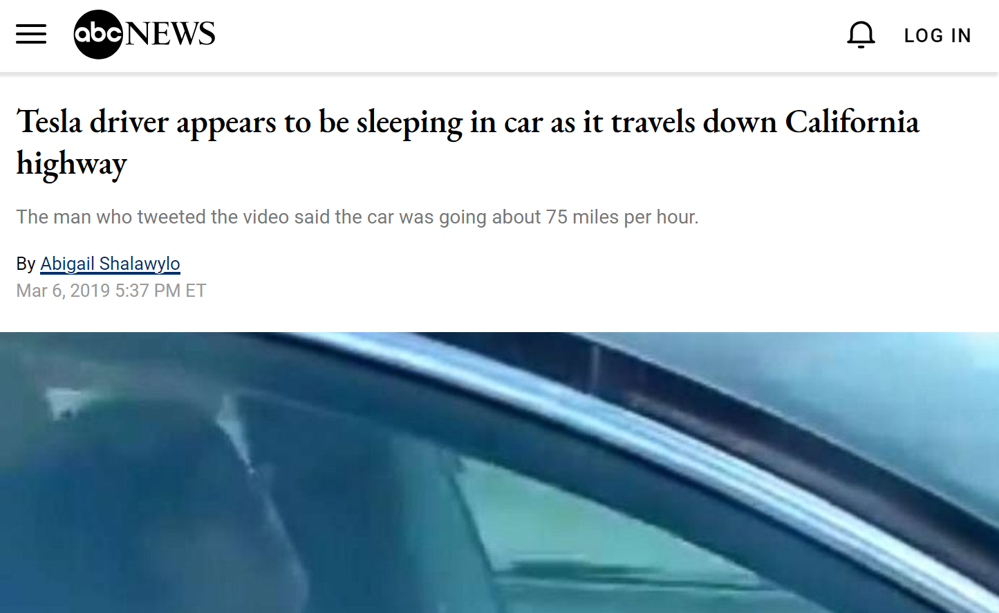 abc NEWS
LOG IN
Tesla driver appears to be sleeping in car as it travels down California
highway
The man who tweeted the video said the car was going about 75 miles per hour.
By Abigail Shalawylo
Mar 6, 2019 5:37 PM ET